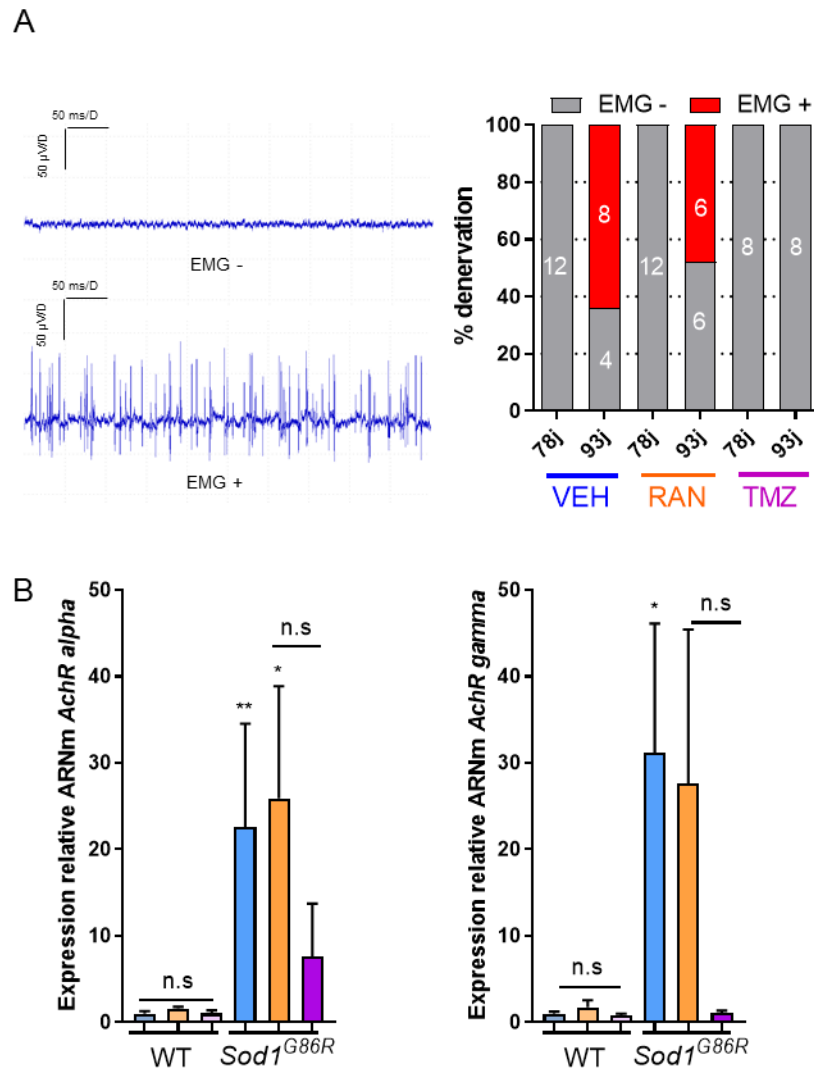 A
50 ms/D
50 µV/D
EMG -
50 ms/D
50 µV/D
EMG +
EMG - EMG +
% denervation
100
80
60
40
20
0
12
8
4
12
6
6
8
8
78j 93j 78j 93j 78j 93j
VEH RAN TMZ
B
Expression relative ARNm AchR alpha
50
40
30
20
10
0
n.s
**
*
n.s
WT Sod1G86R
Expression relative ARNm AchR gamma
50
40
30
20
10
0
n.s
*
n.s
WT Sod1G86R